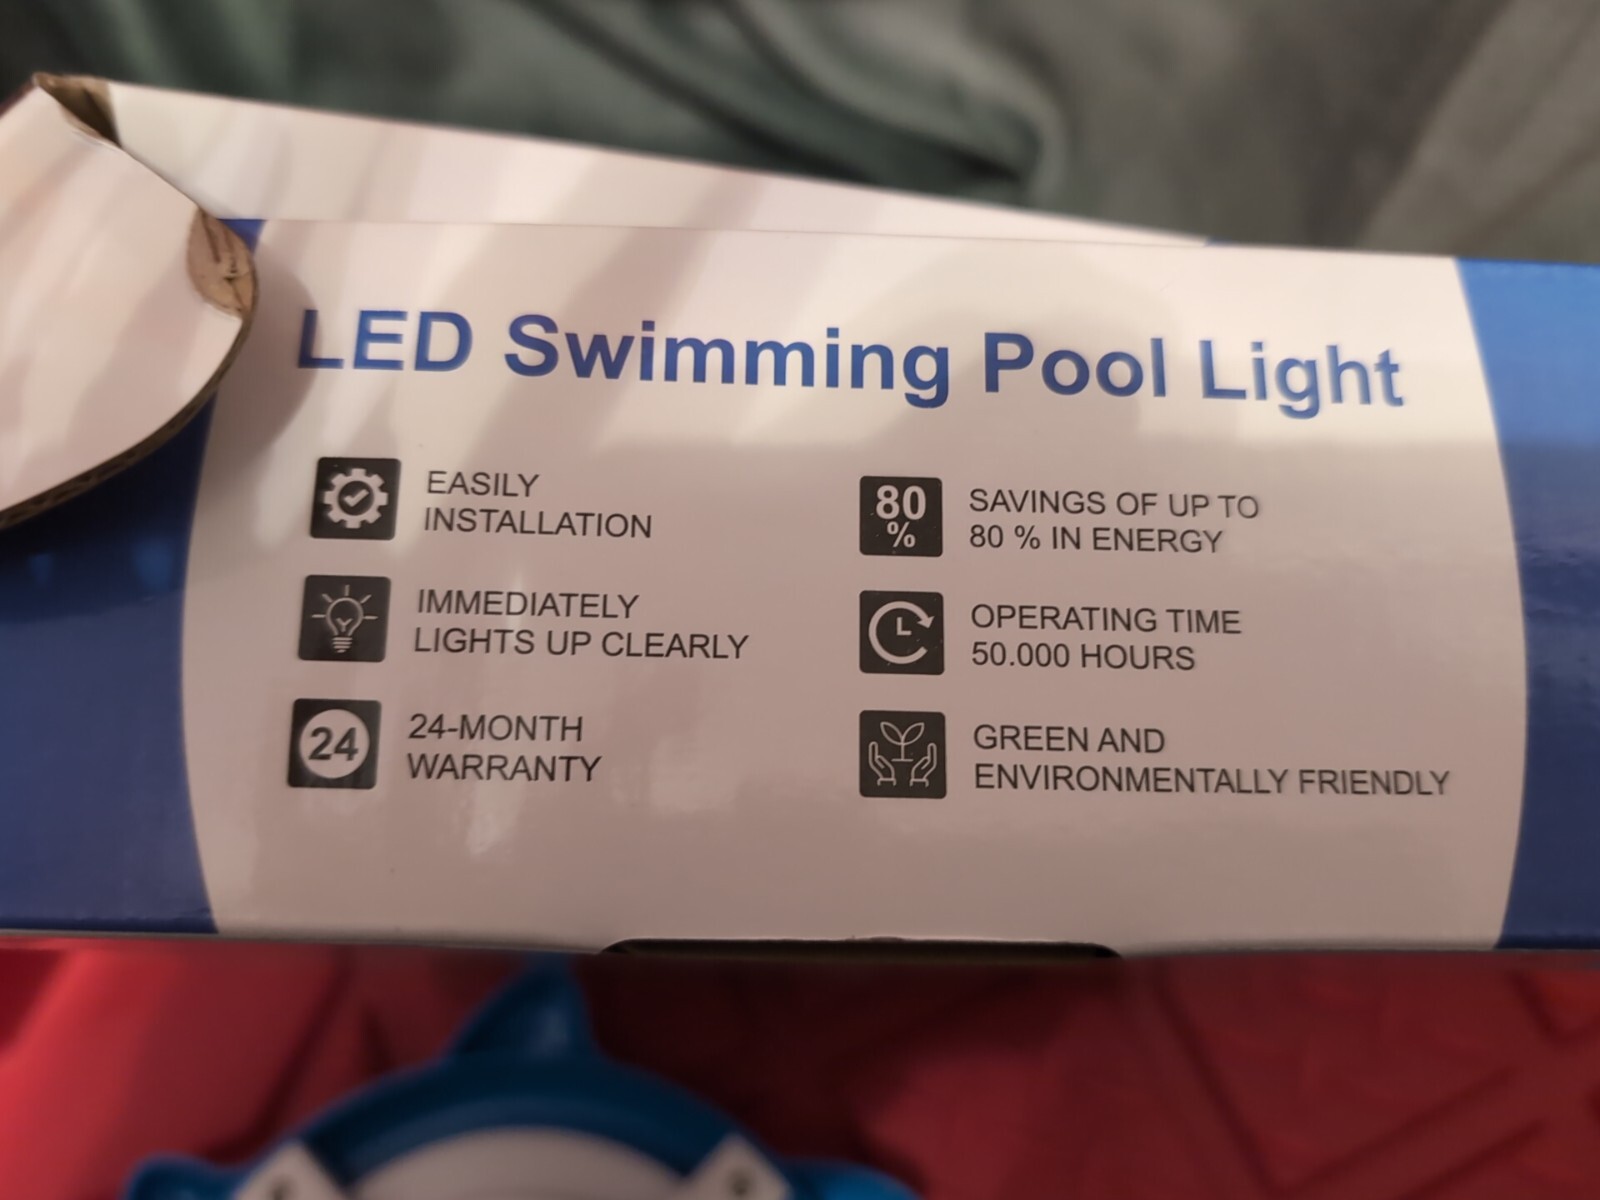 LED Swimming Pool Light
EASILY
INSTALLATION
IMMEDIATELY
LIGHTS UP CLEARLY
24
24-MONTH
WARRANTY
80
%
SAVINGS OF UP TO
80 % IN ENERGY
OPERATING TIME
50.000 HOURS
GREEN AND
ENVIRONMENTALLY FRIENDLY